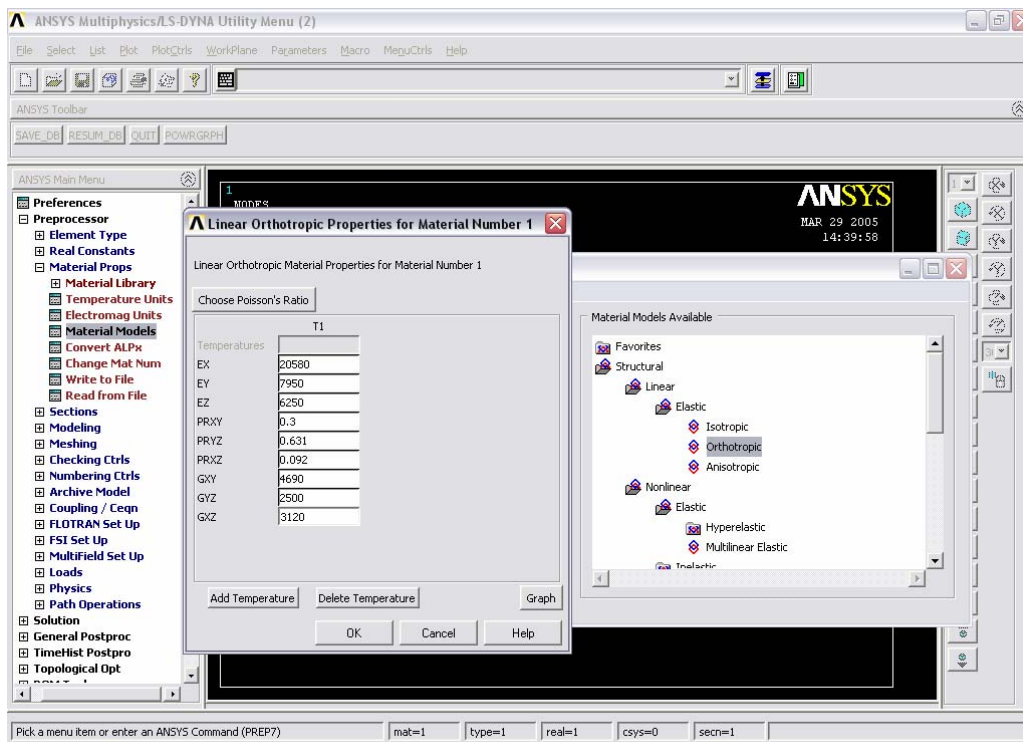 ANSYS Multiphysics/LS-DYNA Utility Menu (2)
File Select List Plot PlotCtrls WorkPlane Parameters Macro MenuCtrls Help
ANSYS Toolbar
SAVE_DB RESUM_DB QUIT POWRGRPH
ANSYS Main Menu
Preferences
Preprocessor
Element Type
Real Constants
Material Props
Material Library
Temperature Units
Electromag Units
Material Models
Convert ALPx
Change Mat Num
Write to File
Read from File
Sections
Modeling
Meshing
Checking Ctrls
Numbering Ctrls
Archive Model
Coupling / Ceqn
FLOTRAN Set Up
FSI Set Up
MultiField Set Up
Loads
Physics
Path Operations
Solution
General Postproc
TimeHist Postpro
Topological Opt
1
NODES
ANSYS
MAR 29 2005
14:39:58
Linear Orthotropic Properties for Material Number 1
Linear Orthotropic Material Properties for Material Number 1
Choose Poisson's Ratio
T1
Temperatures
EX 20580
EY 7950
EZ 6250
PRXY 0.3
PRYZ 0.631
PRXZ 0.092
GXY 4690
GYZ 2500
GXZ 3120
Add Temperature Delete Temperature Graph
OK Cancel Help
Material Models Available
Favorites
Structural
Linear
Elastic
Isotropic
Orthotropic
Anisotropic
Nonlinear
Elastic
Hyperelastic
Multilinear Elastic
Inelastic
1
Pick a menu item or enter an ANSYS Command (PREP7) mat=1 type=1 real=1 csys=0 secn=1